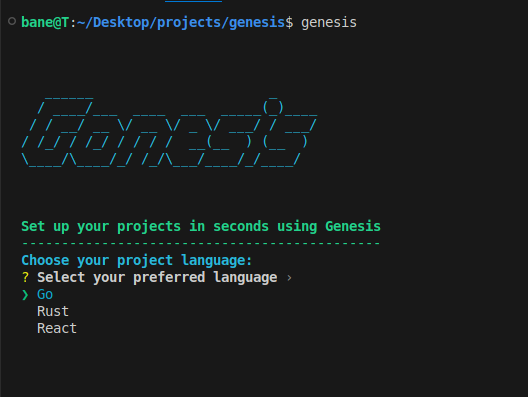 bane@T:~/Desktop/projects/genesis$ genesis
Genesis
Set up your projects in seconds using Genesis
---------------------------------------------
Choose your project language:
? Select your preferred language ›
❯ Go
Rust
React